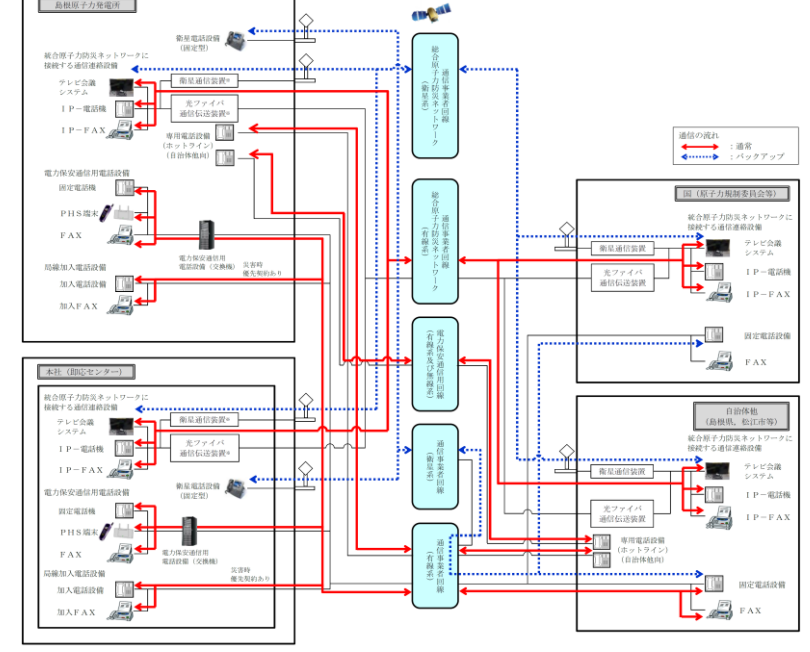 島根原子力発電所
衛星電話設備
(固定型)
統合原子力防災ネットワークに
接続する通信連絡設備
テレビ会議
システム
IP－電話機
IP－FAX
衛星通信装置※
光ファイバ
通信伝送装置※
専用電話設備
(ホットライン)
(自治体他向)
電力保安通信用電話設備
固定電話機
PHS端末
FAX
電力保安通信用
電話設備（交換機）
局線加入電話設備
災害時
優先契約あり
加入電話設備
加入FAX
本社（即応センター）
統合原子力防災ネットワークに
接続する通信連絡設備
テレビ会議
システム
IP－電話機
IP－FAX
衛星通信装置※
光ファイバ
通信伝送装置※
電力保安通信用電話設備
衛星電話設備
(固定型)
固定電話機
PHS端末
FAX
電力保安通信用
電話設備（交換機）
局線加入電話設備
災害時
優先契約あり
加入電話設備
加入FAX
通信事業者回線
総合原子力防災ネットワーク
(衛星系)
通信事業者回線
総合原子力防災ネットワーク
(有線系)
電力保安通信用回線
(有線系及び無線系)
通信事業者回線
(衛星系)
通信事業者回線
(有線系)
通信の流れ
：通常
：バックアップ
国（原子力規制委員会等）
統合原子力防災ネットワークに
接続する通信連絡設備
衛星通信装置
テレビ会議
システム
光ファイバ
通信伝送装置
IP－電話機
IP－FAX
固定電話設備
FAX
自治体他
(島根県、松江市等)
統合原子力防災ネットワークに
接続する通信連絡設備
衛星通信装置
テレビ会議
システム
IP－電話機
光ファイバ
通信伝送装置
IP－FAX
専用電話設備
(ホットライン)
(自治体他向)
固定電話設備
FAX